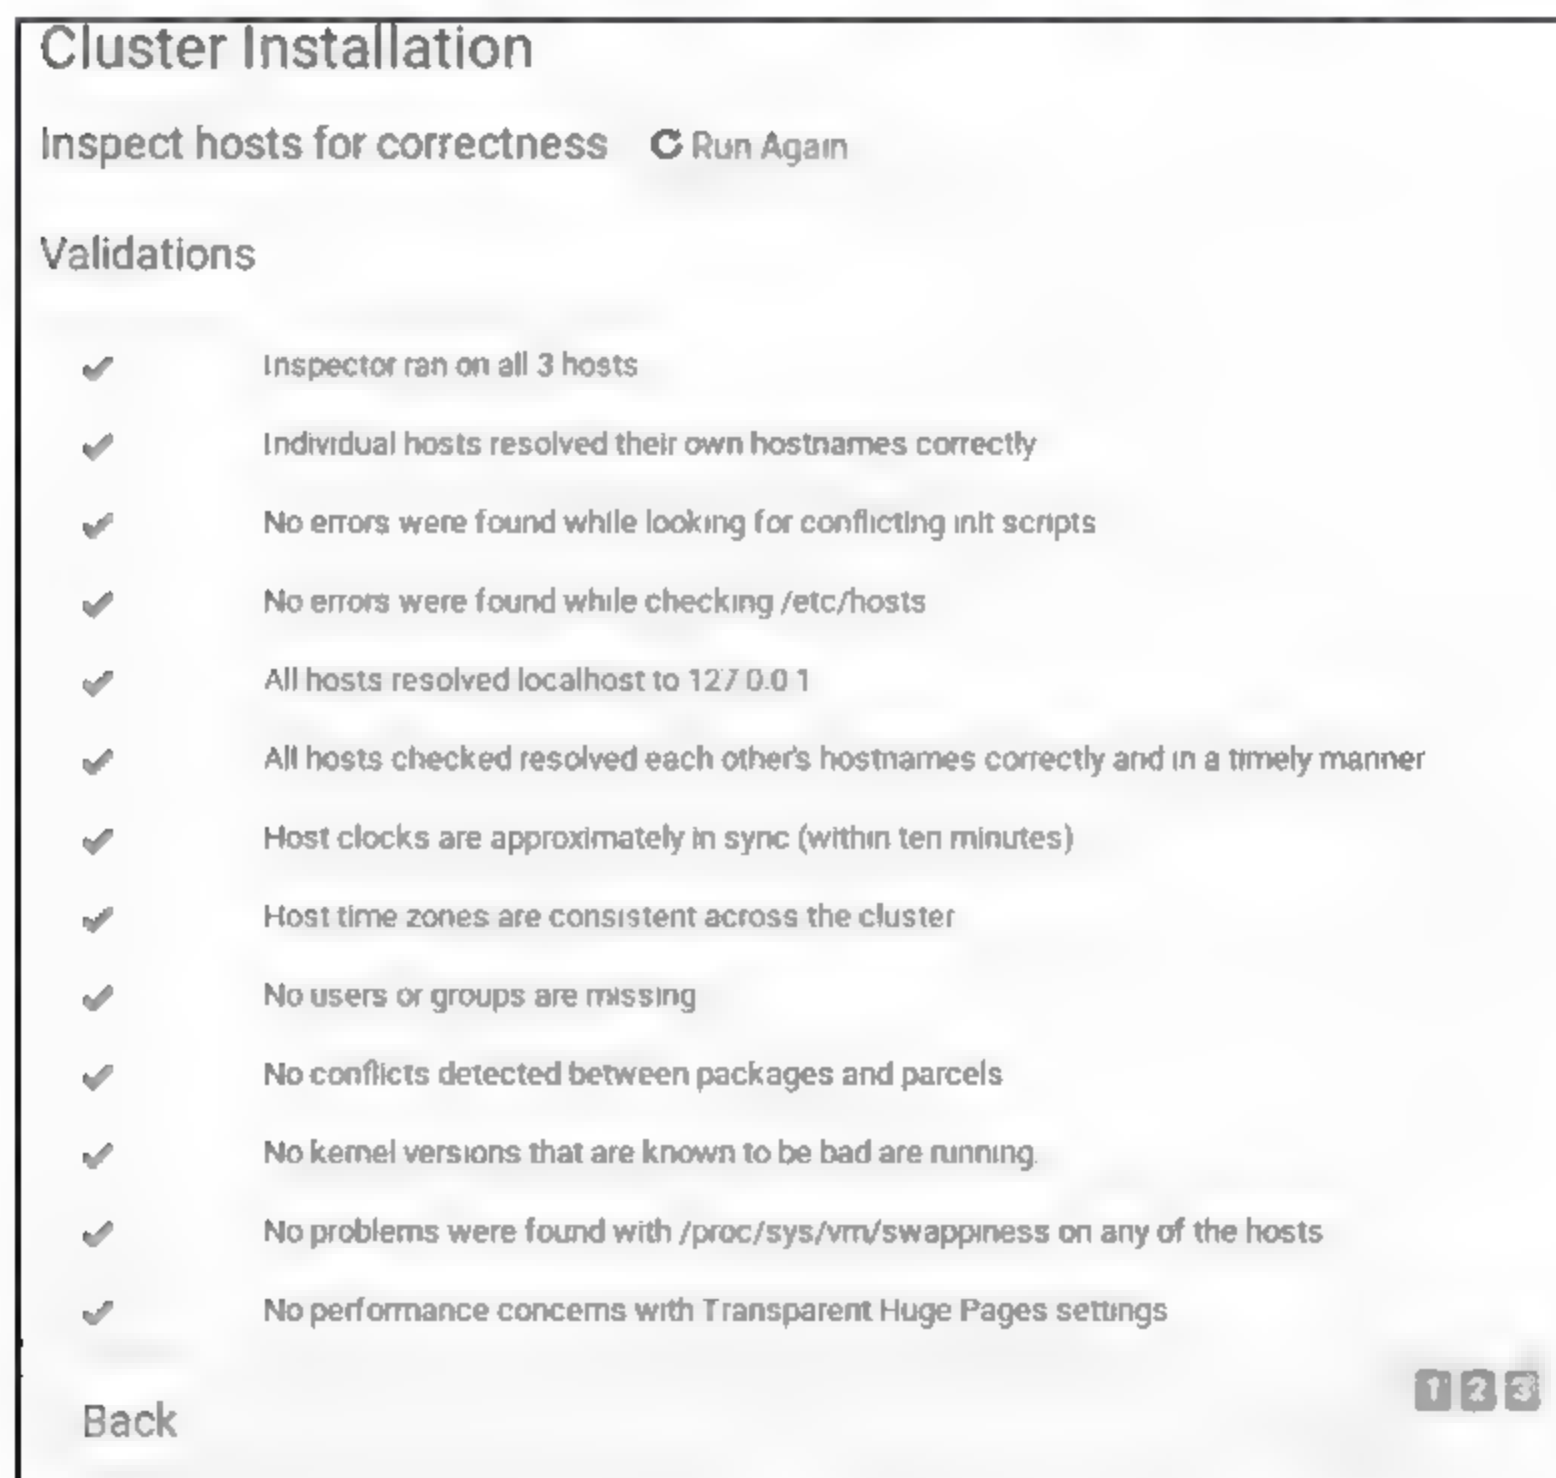 Cluster Installation
Inspect hosts for correctness Run Again
Validations
Inspector ran on all 3 hosts
Individual hosts resolved their own hostnames correctly
No errors were found while looking for conflicting init scripts
No errors were found while checking /etc/hosts
All hosts resolved localhost to 127.0.0.1
All hosts checked resolved each other's hostnames correctly and in a timely manner
Host clocks are approximately in sync (within ten minutes)
Host time zones are consistent across the cluster
No users or groups are missing
No conflicts detected between packages and parcels
No kernel versions that are known to be bad are running.
No problems were found with /proc/sys/vm/swappiness on any of the hosts
No performance concerns with Transparent Huge Pages settings
1 2 3
Back